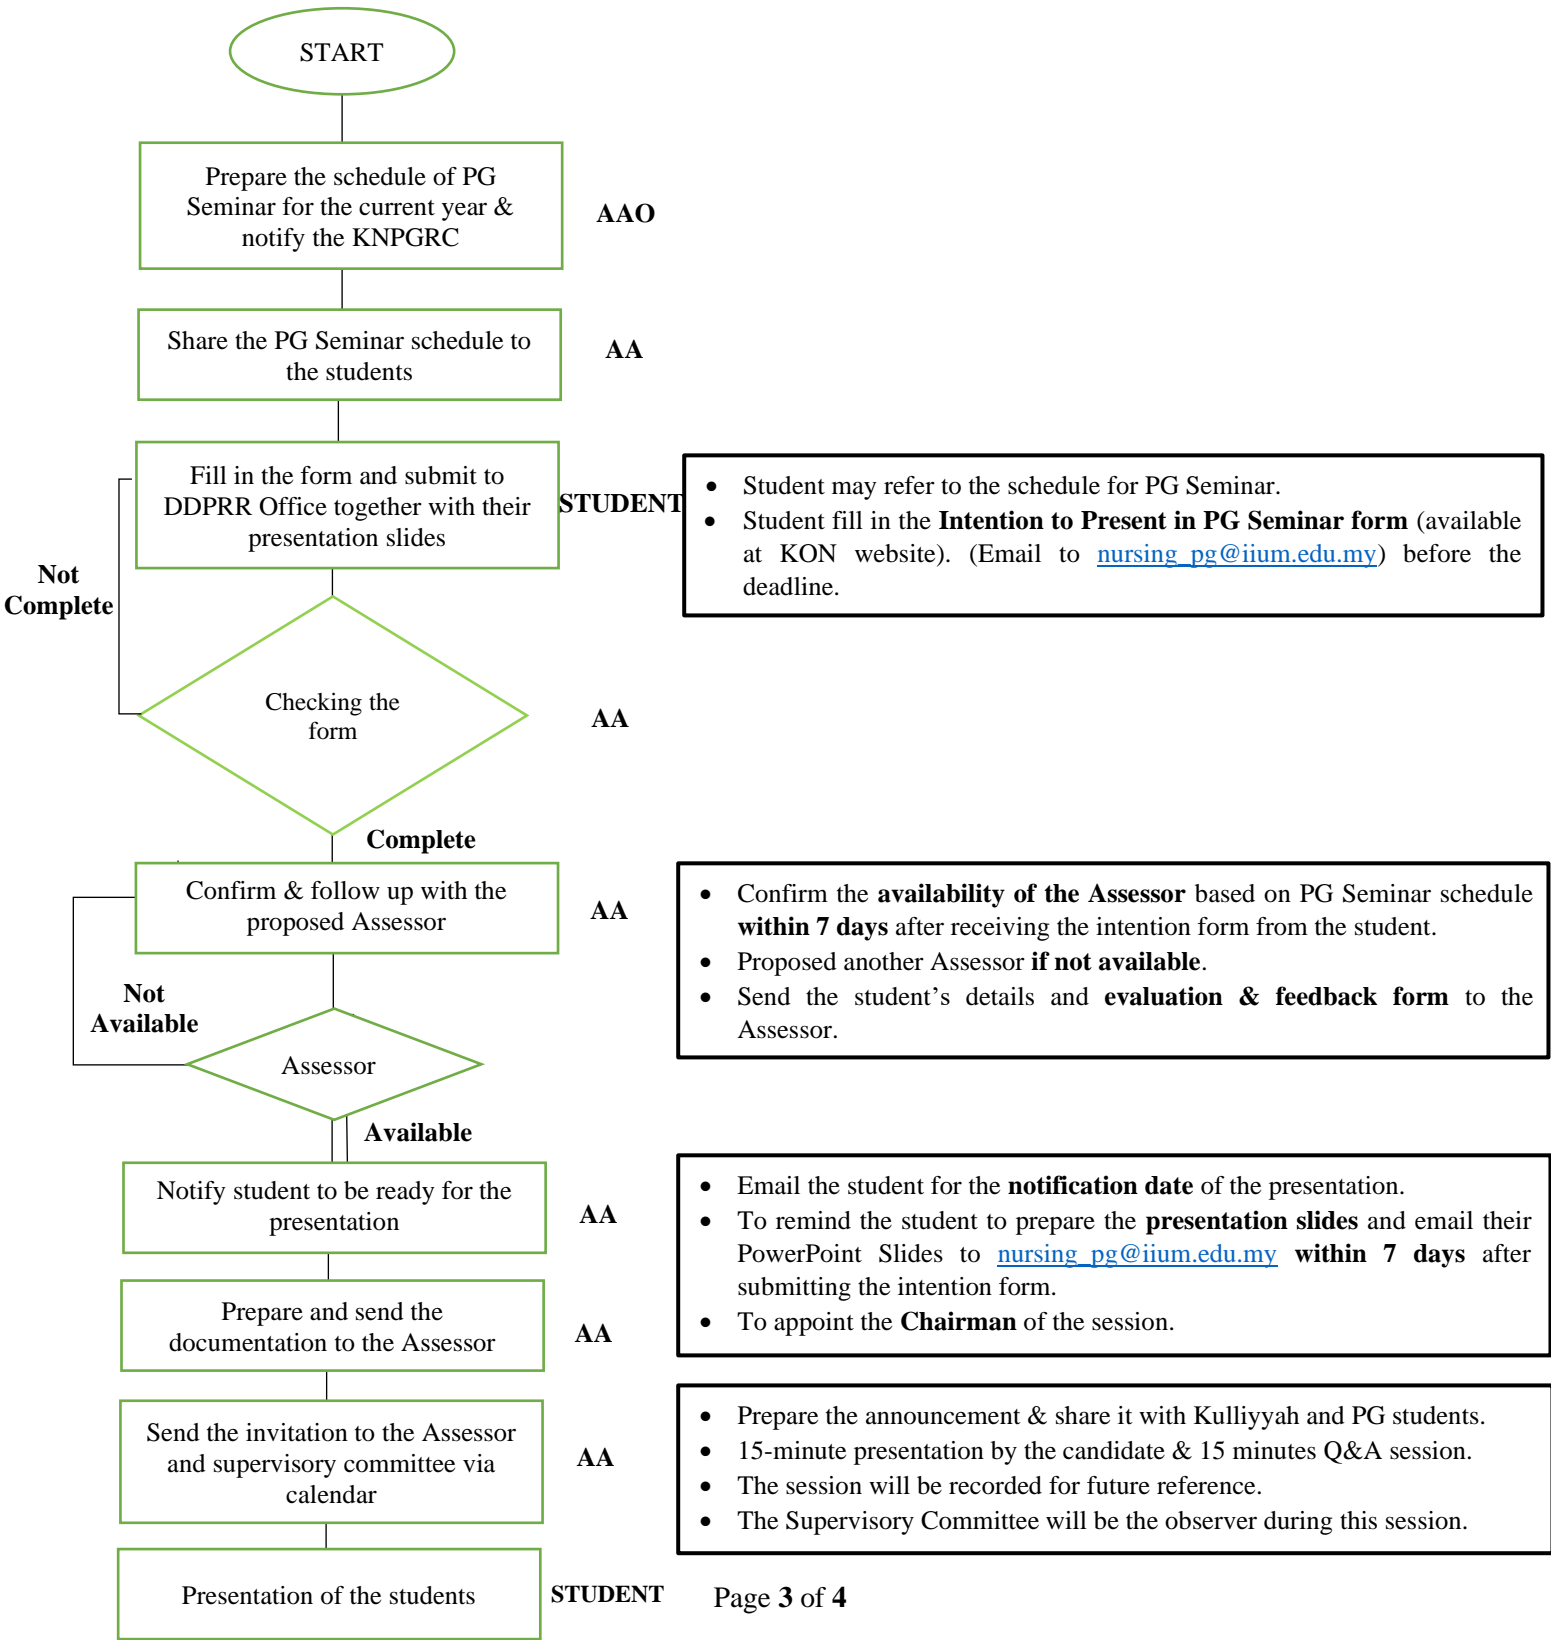 START
Prepare the schedule of PG
Seminar for the current year &
notify the KNPGRC
AAO
Share the PG Seminar schedule to
the students
AA
Fill in the form and submit to
DDPRR Office together with their
presentation slides
STUDENT
• Student may refer to the schedule for PG Seminar.
• Student fill in the Intention to Present in PG Seminar form (available
at KON website). (Email to nursing_pg@iium.edu.my) before the
deadline.
Not
Complete
Checking the
form
AA
Complete
Confirm & follow up with the
proposed Assessor
AA
• Confirm the availability of the Assessor based on PG Seminar schedule
within 7 days after receiving the intention form from the student.
• Proposed another Assessor if not available.
• Send the student’s details and evaluation & feedback form to the
Assessor.
Not
Available
Assessor
Available
Notify student to be ready for the
presentation
AA
• Email the student for the notification date of the presentation.
• To remind the student to prepare the presentation slides and email their
PowerPoint Slides to nursing_pg@iium.edu.my within 7 days after
submitting the intention form.
• To appoint the Chairman of the session.
Prepare and send the
documentation to the Assessor
AA
Send the invitation to the Assessor
and supervisory committee via
calendar
AA
• Prepare the announcement & share it with Kulliyyah and PG students.
• 15-minute presentation by the candidate & 15 minutes Q&A session.
• The session will be recorded for future reference.
• The Supervisory Committee will be the observer during this session.
Presentation of the students
STUDENT
Page 3 of 4